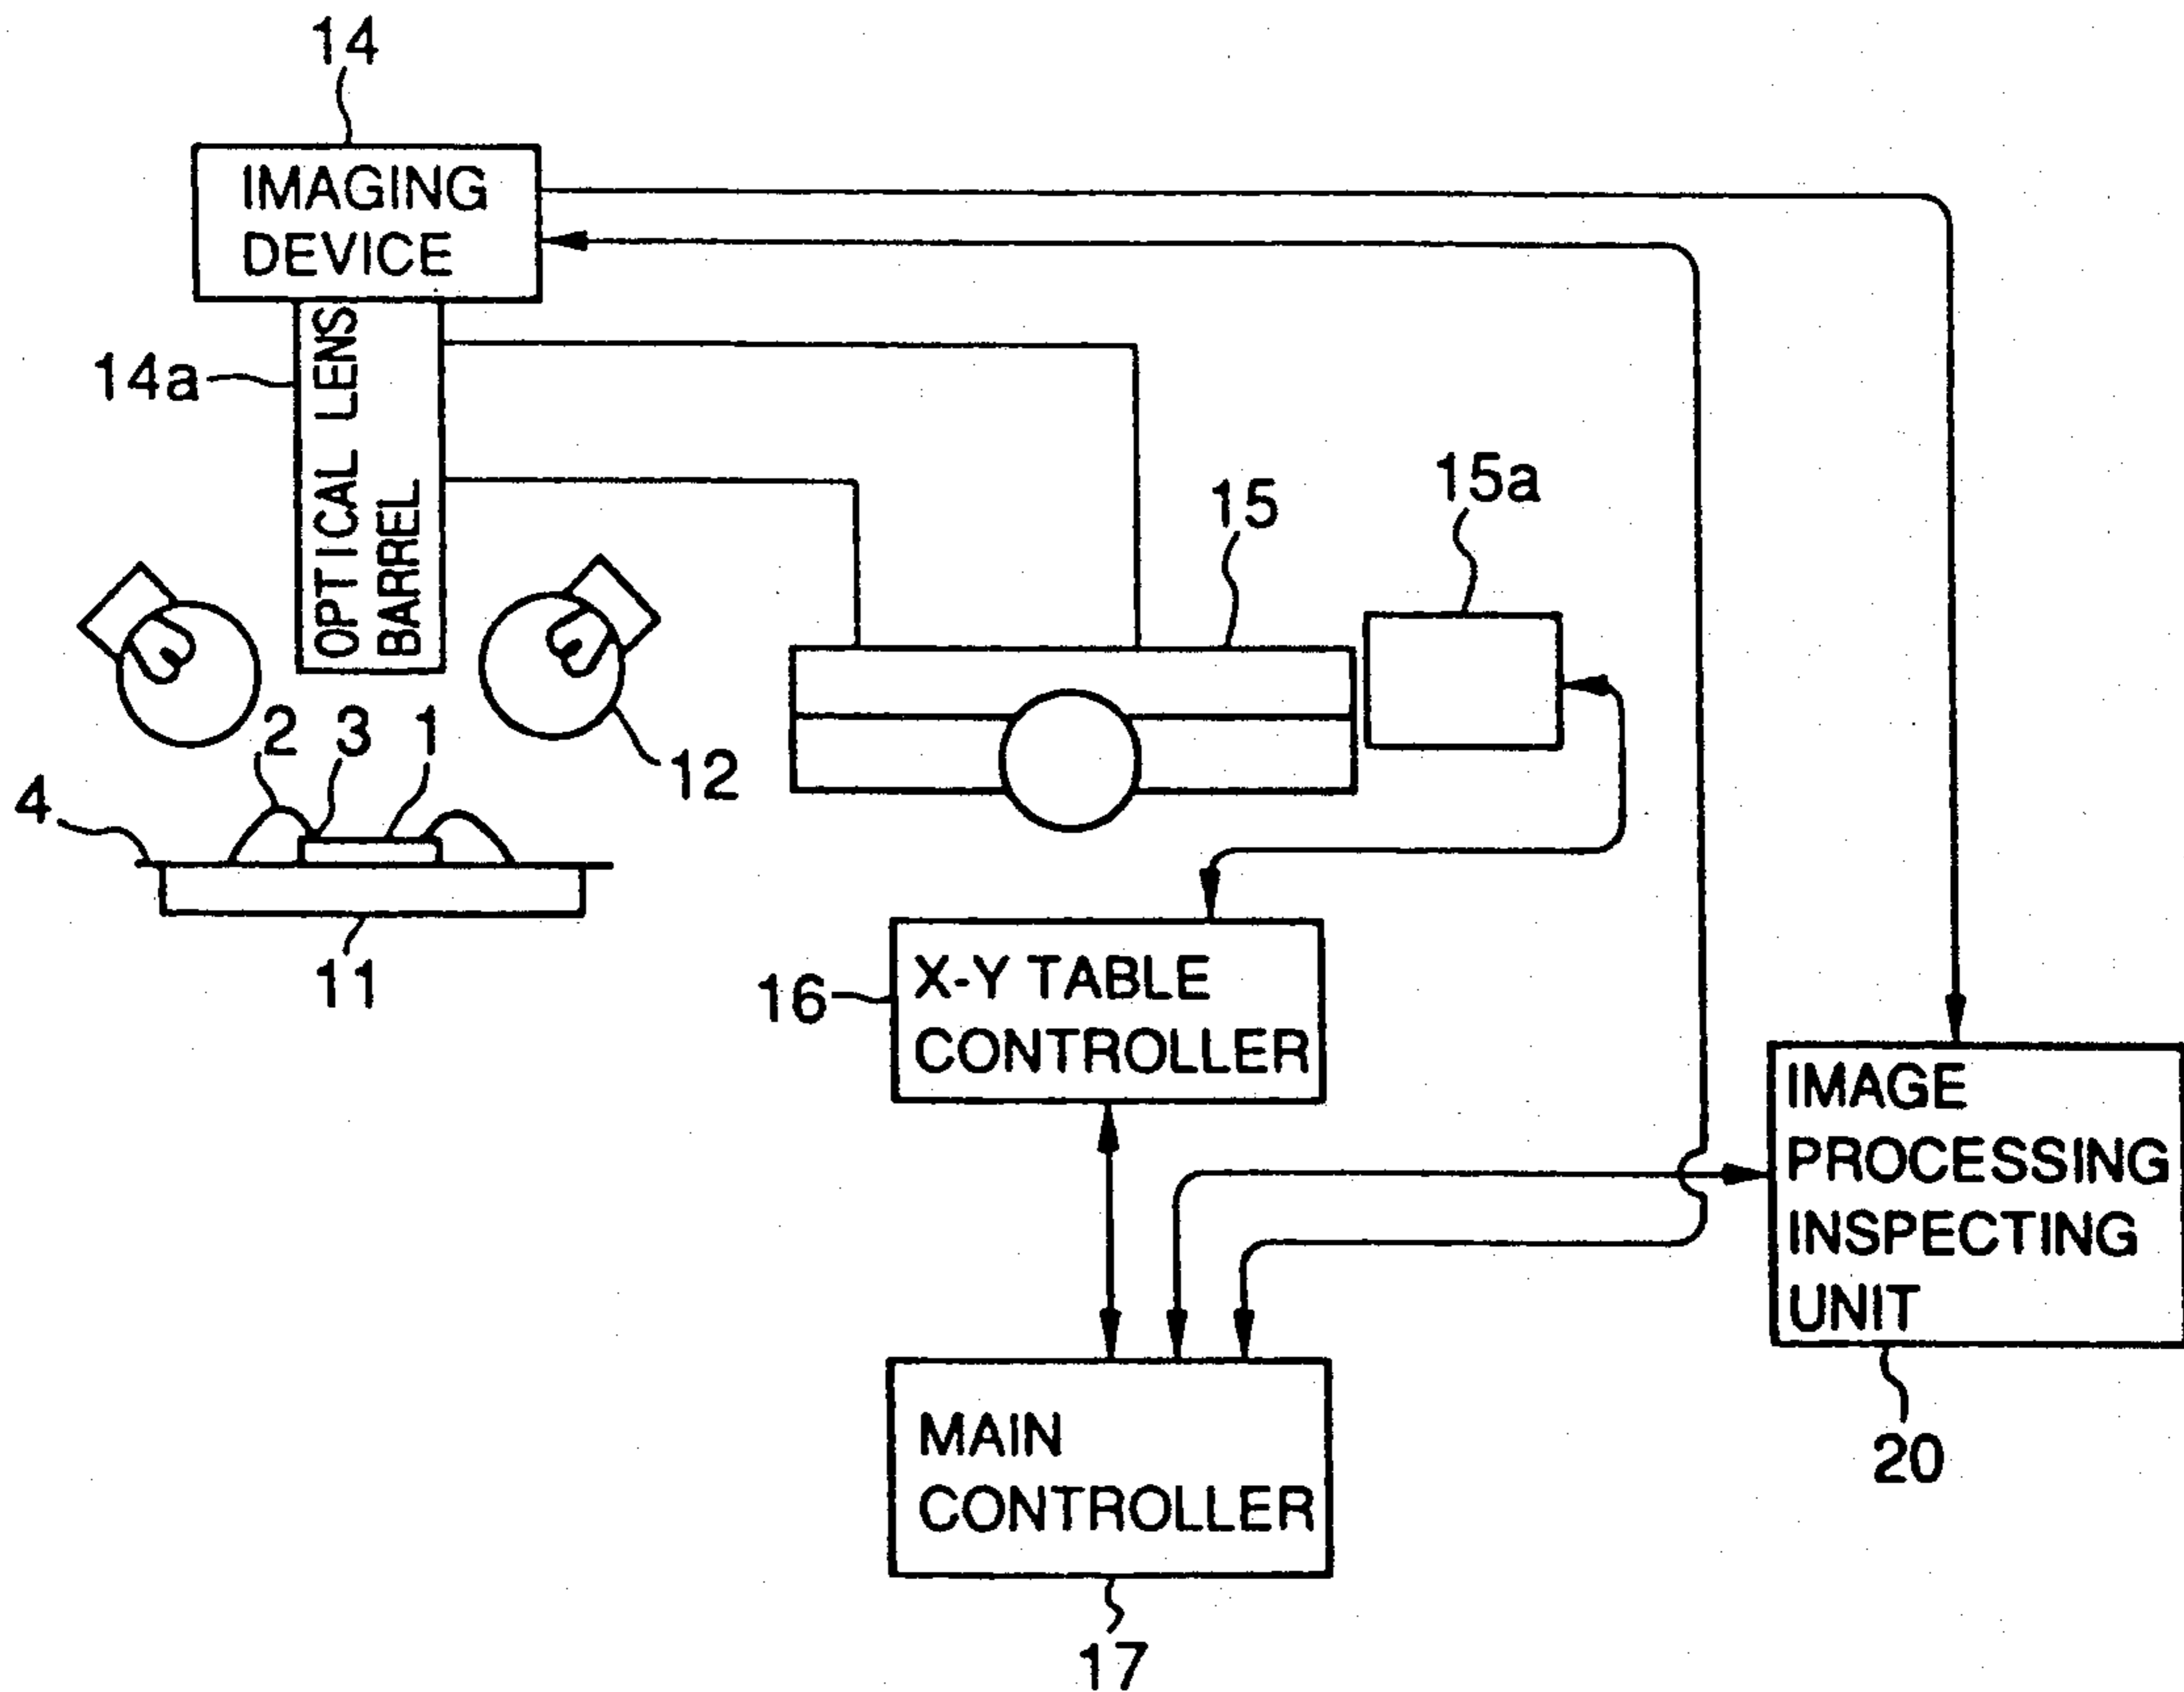 14
IMAGING
DEVICE
14a
OPTICAL LENS
BARREL
15
15a
2
3
1
12
4
11
16
X-Y TABLE
CONTROLLER
IMAGE
PROCESSING
INSPECTING
UNIT
20
MAIN
CONTROLLER
17